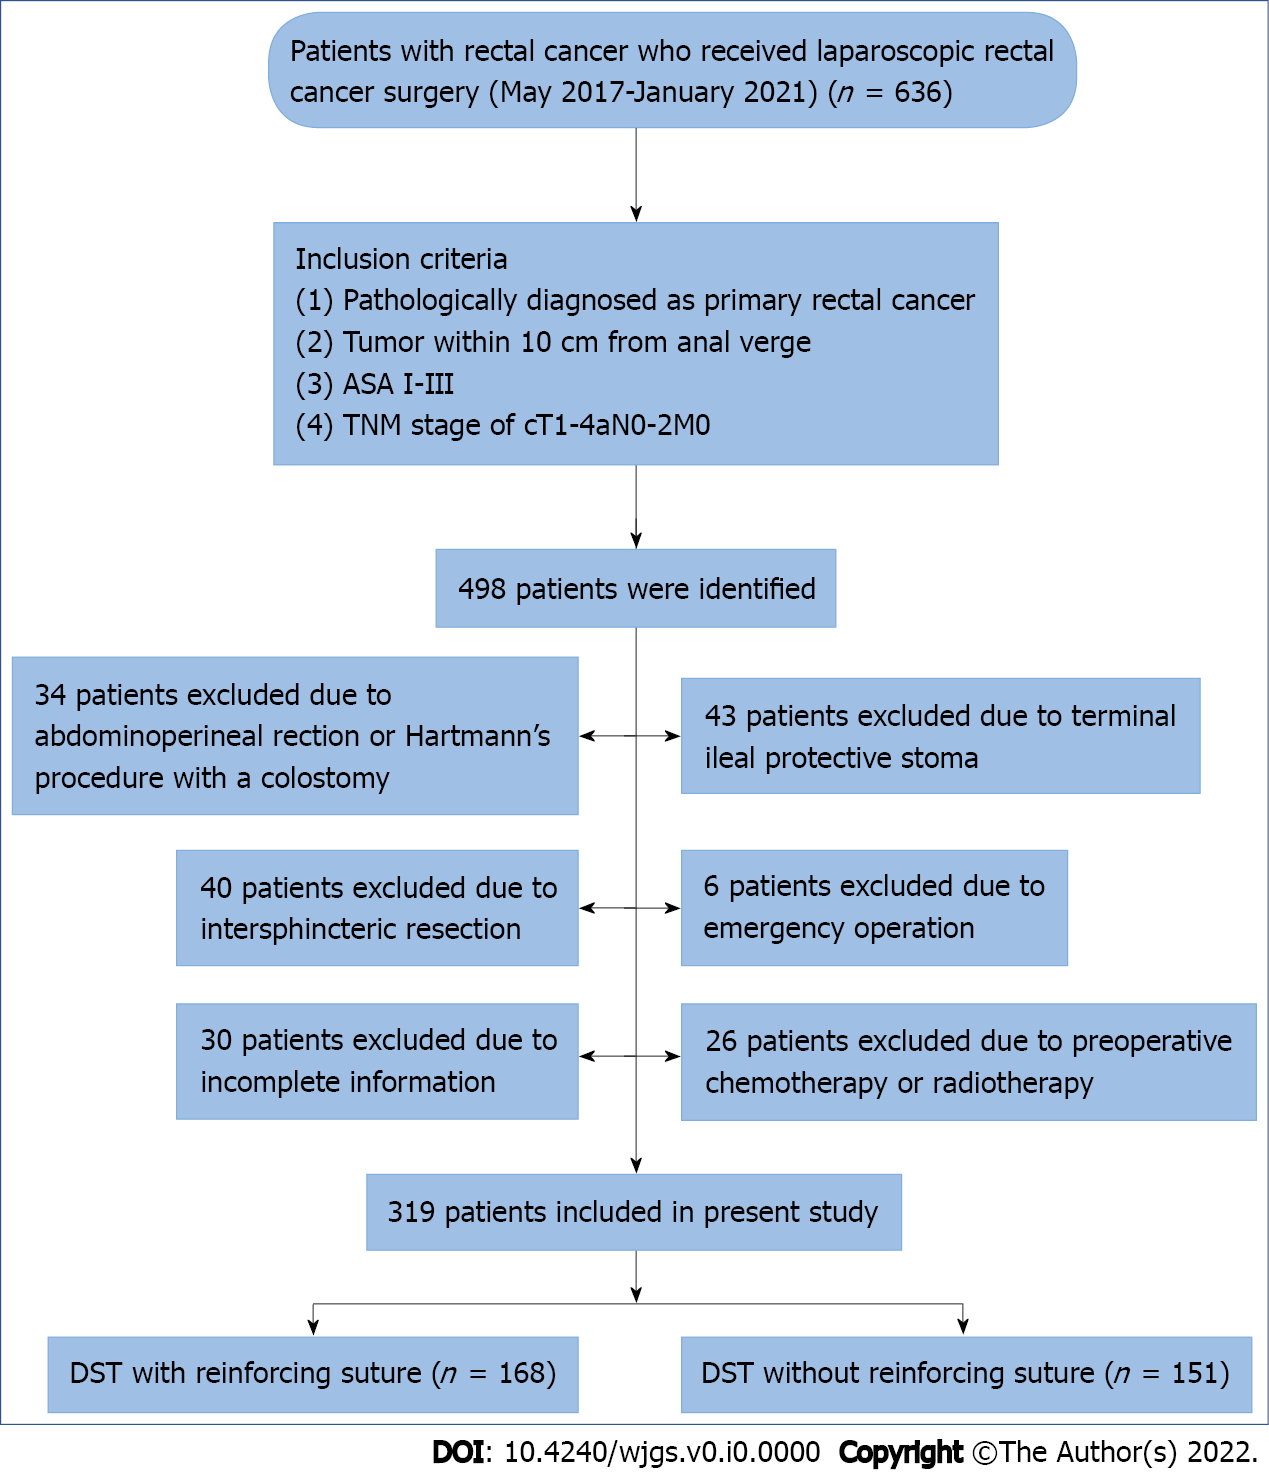 Patients with rectal cancer who received laparoscopic rectal
cancer surgery (May 2017-January 2021) (n = 636)
Inclusion criteria
(1) Pathologically diagnosed as primary rectal cancer
(2) Tumor within 10 cm from anal verge
(3) ASA I-III
(4) TNM stage of cT1-4aN0-2M0
498 patients were identified
34 patients excluded due to
abdominoperineal rection or Hartmann’s
procedure with a colostomy
43 patients excluded due to terminal
ileal protective stoma
40 patients excluded due to
intersphincteric resection
6 patients excluded due to
emergency operation
30 patients excluded due to
incomplete information
26 patients excluded due to preoperative
chemotherapy or radiotherapy
319 patients included in present study
DST with reinforcing suture (n = 168)
DST without reinforcing suture (n = 151)
DOI: 10.4240/wjgs.v0.i0.0000 Copyright ©The Author(s) 2022.